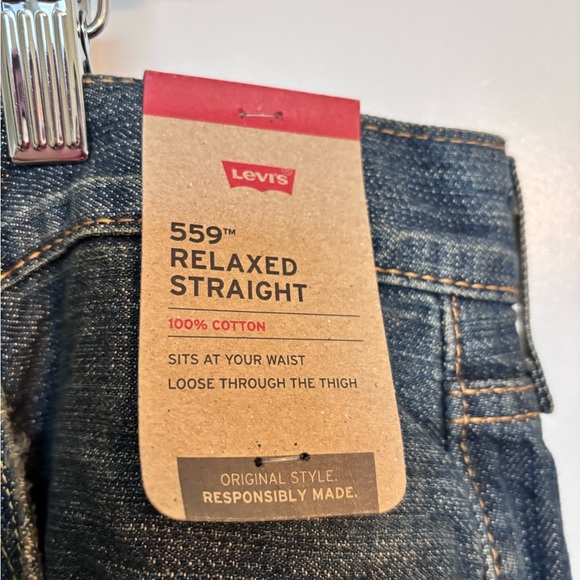 Levi's
559™
RELAXED
STRAIGHT
100% COTTON
SITS AT YOUR WAIST
LOOSE THROUGH THE THIGH
ORIGINAL STYLE.
RESPONSIBLY MADE.